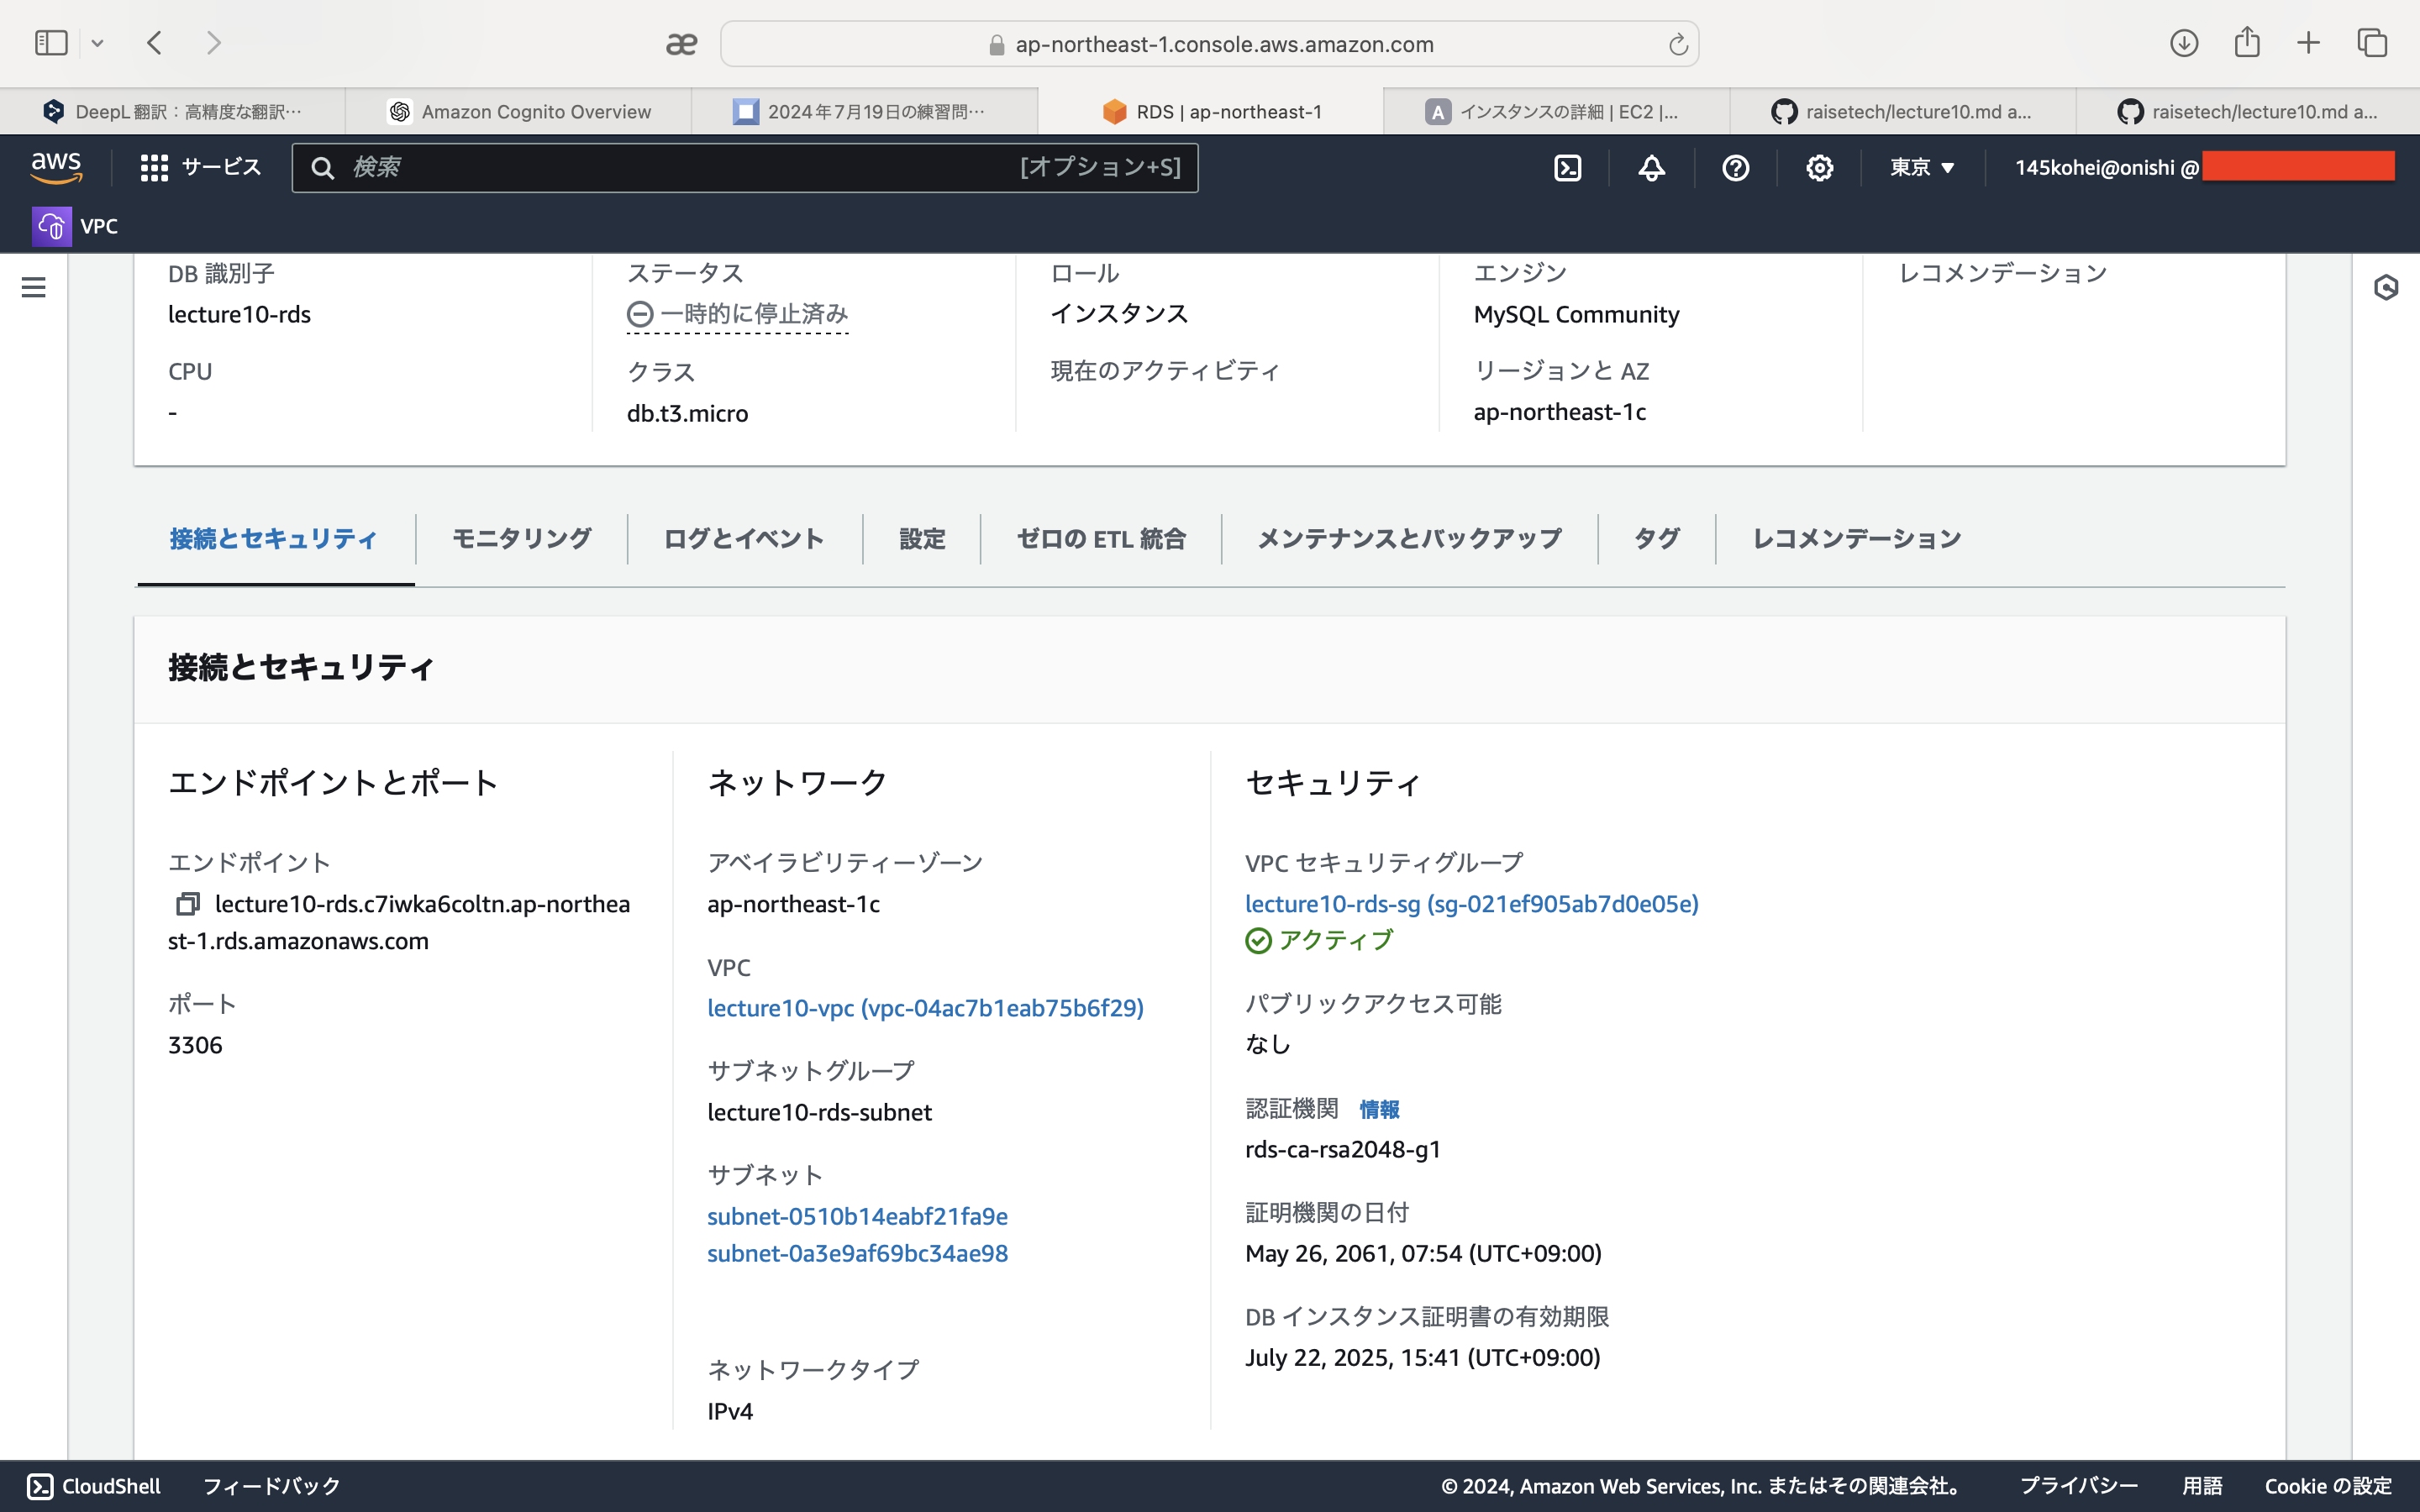 ap-northeast-1.console.aws.amazon.com
DeepL 翻訳：高精度な翻訳…
Amazon Cognito Overview
2024年7月19日の練習問…
RDS | ap-northeast-1
A
インスタンスの詳細 | EC2 |...
raisetech/lecture10.md a...
raisetech/lecture10.md a...
aws
サービス
検索
[オプション+S]
東京 ▼
145kohei@onishi @
VPC
DB 識別子
lecture10-rds
ステータス
一時的に停止済み
ロール
インスタンス
エンジン
MySQL Community
レコメンデーション
CPU
-
クラス
db.t3.micro
現在のアクティビティ
リージョンと AZ
ap-northeast-1c
接続とセキュリティ
モニタリング
ログとイベント
設定
ゼロの ETL 統合
メンテナンスとバックアップ
タグ
レコメンデーション
接続とセキュリティ
エンドポイントとポート
エンドポイント
lecture10-rds.c7iwka6coltn.ap-northea
st-1.rds.amazonaws.com
ポート
3306
ネットワーク
アベイラビリティーゾーン
ap-northeast-1c
VPC
lecture10-vpc (vpc-04ac7b1eab75b6f29)
サブネットグループ
lecture10-rds-subnet
サブネット
subnet-0510b14eabf21fa9e
subnet-0a3e9af69bc34ae98
ネットワークタイプ
IPv4
セキュリティ
VPC セキュリティグループ
lecture10-rds-sg (sg-021ef905ab7d0e05e)
アクティブ
パブリックアクセス可能
なし
認証機関 情報
rds-ca-rsa2048-g1
証明機関の日付
May 26, 2061, 07:54 (UTC+09:00)
DB インスタンス証明書の有効期限
July 22, 2025, 15:41 (UTC+09:00)
CloudShell
フィードバック
© 2024, Amazon Web Services, Inc. またはその関連会社。
プライバシー
用語
Cookie の設定